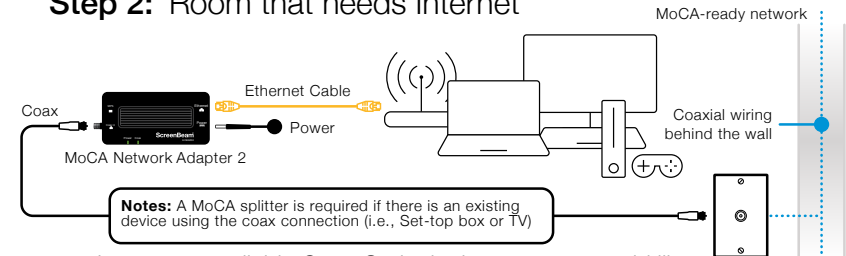 Step 2: Room that needs Internet
MoCA-ready network
Ethernet Cable
Coax
ScreenBeam
Power
Coaxial wiring
behind the wall
MoCA Network Adapter 2
Notes: A MoCA splitter is required if there is an existing
device using the coax connection (i.e., Set-top box or TV)